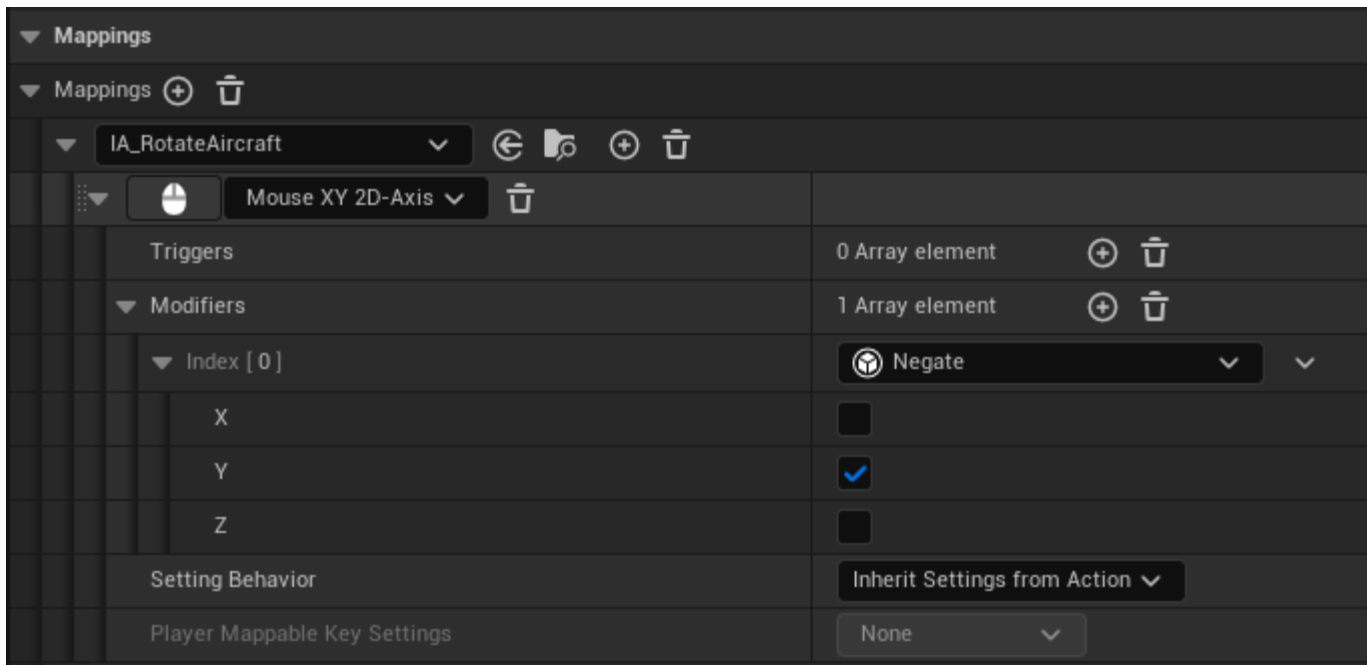 Mappings
Mappings
IA_RotateAircraft
Mouse XY 2D-Axis
Triggers 0 Array element
Modifiers 1 Array element
Index [ 0 ] Negate
X
Y
Z
Setting Behavior Inherit Settings from Action
Player Mappable Key Settings None